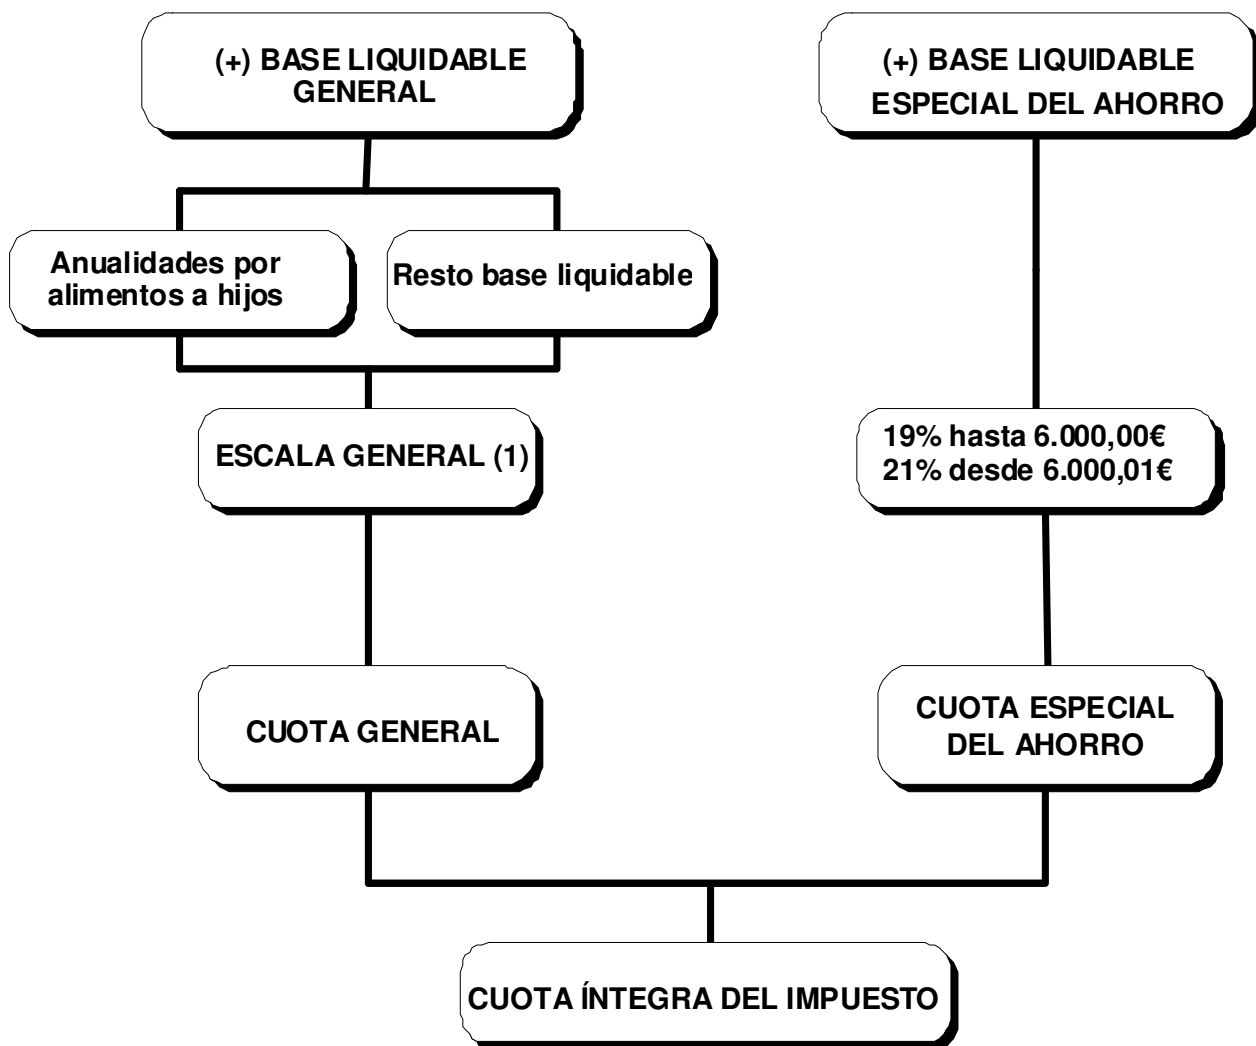 (+) BASE LIQUIDABLE
GENERAL
(+) BASE LIQUIDABLE
ESPECIAL DEL AHORRO
Anualidades por
alimentos a hijos
Resto base liquidable
ESCALA GENERAL (1)
19% hasta 6.000,00€
21% desde 6.000,01€
CUOTA GENERAL
CUOTA ESPECIAL
DEL AHORRO
CUOTA ÍNTEGRA DEL IMPUESTO